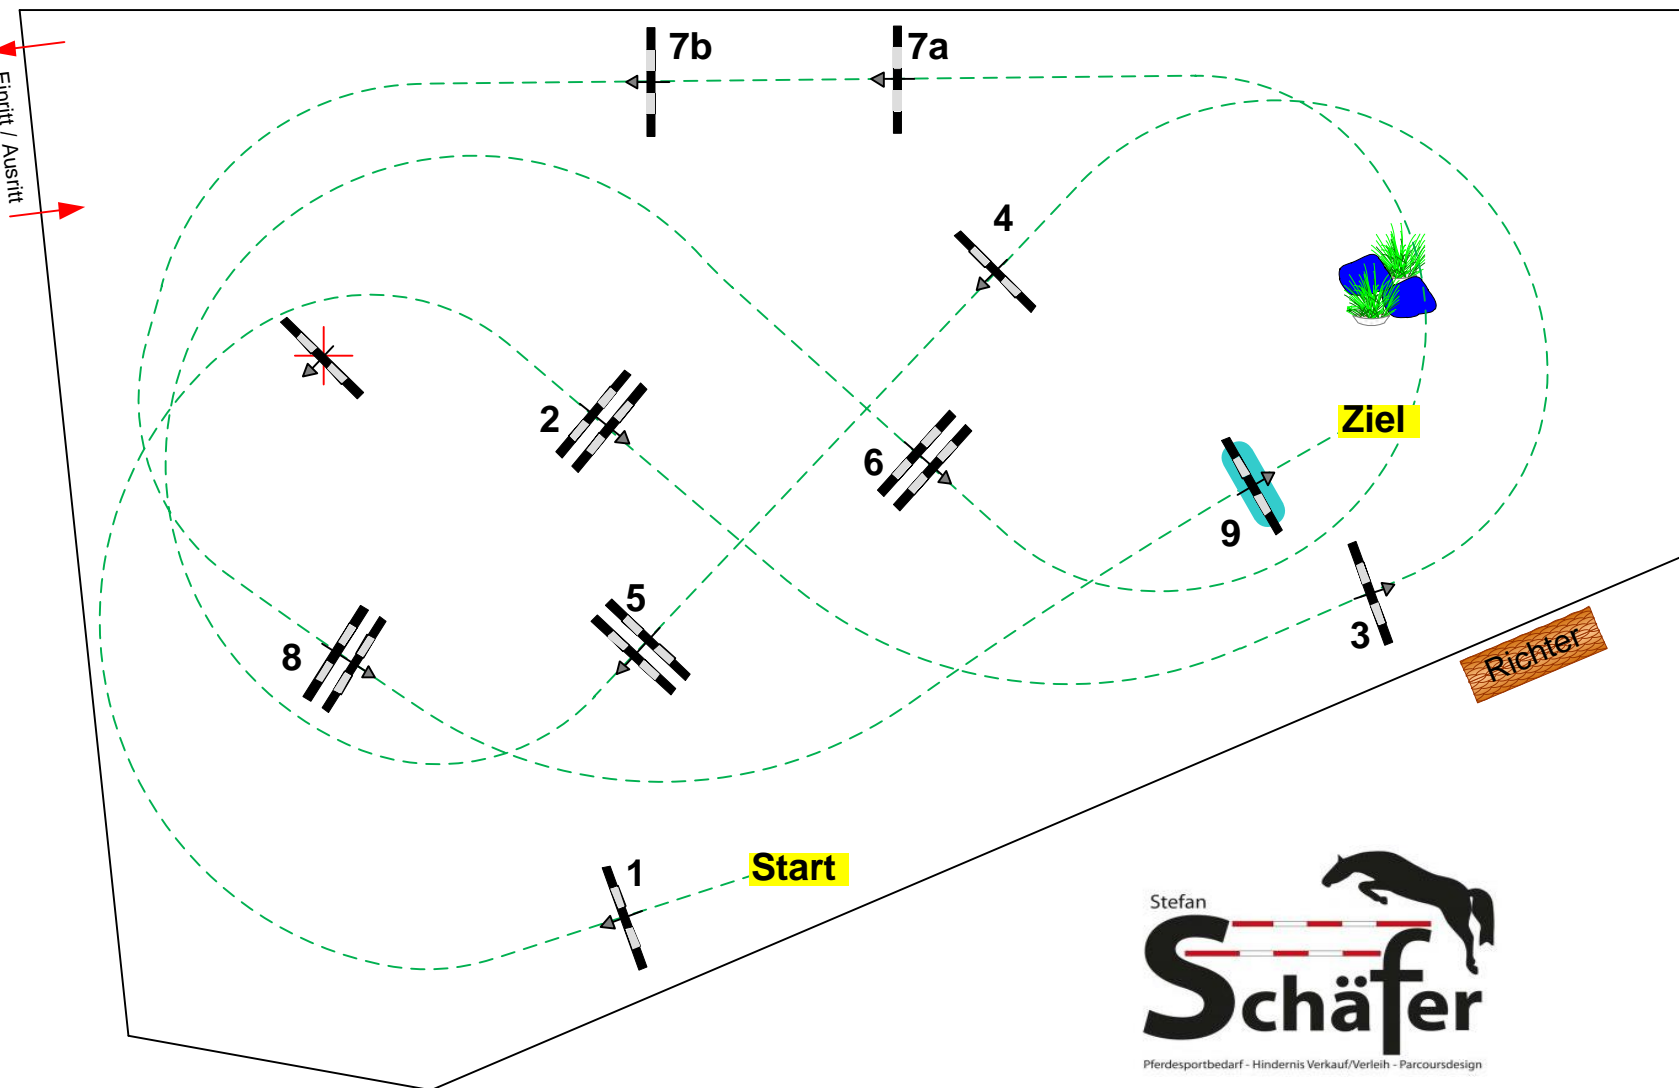 7b
7a
Einritt / Ausritt
4
2
6
Ziel
9
5
3
8
Richter
1
Start
Stefan
Schäfer
Pferdesportbedarf - Hindernis Verkauf/Verleih - Parcoursdesign